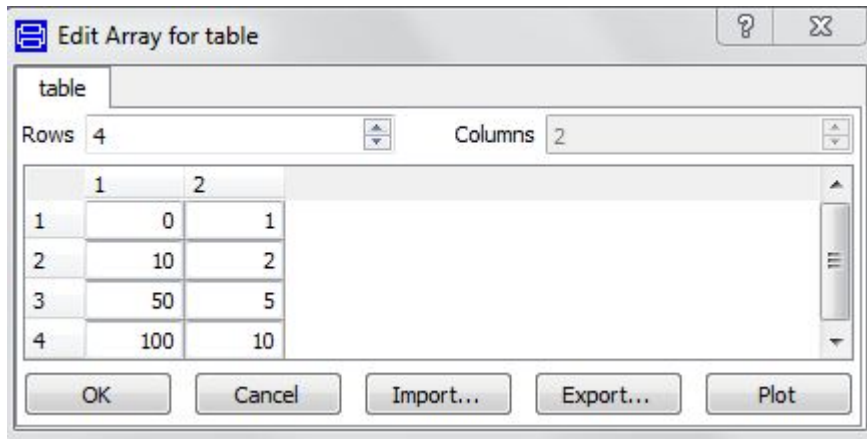 Edit Array for table
table
Rows 4 Columns 2
1 2
1 0 1
2 10 2
3 50 5
4 100 10
OK Cancel Import... Export... Plot